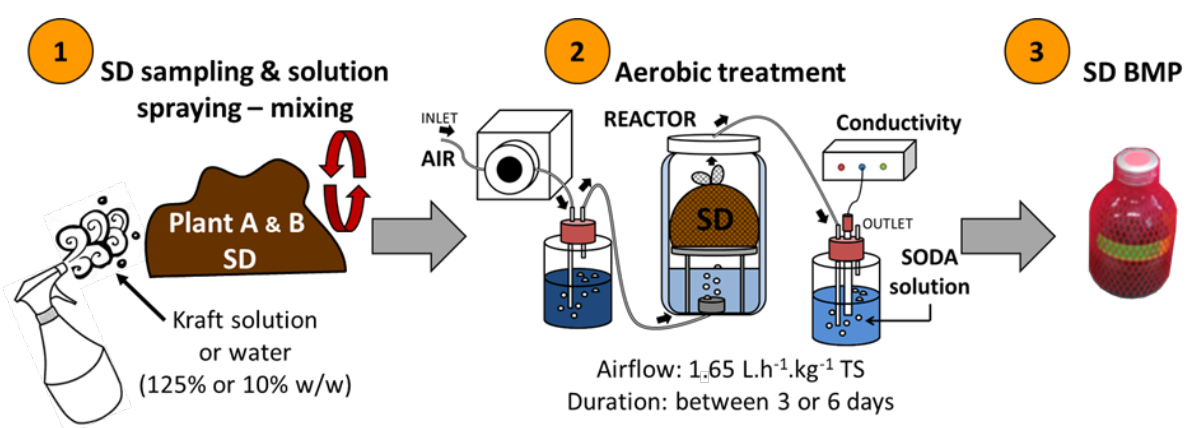 1
SD sampling & solution
spraying – mixing
Plant A & B
SD
Kraft solution
or water
(125% or 10% w/w)
2
Aerobic treatment
INLET
AIR
REACTOR
SD
Conductivity
OUTLET
SODA
solution
Airflow: 1.65 L.h⁻¹.kg⁻¹ TS
Duration: between 3 or 6 days
3
SD BMP